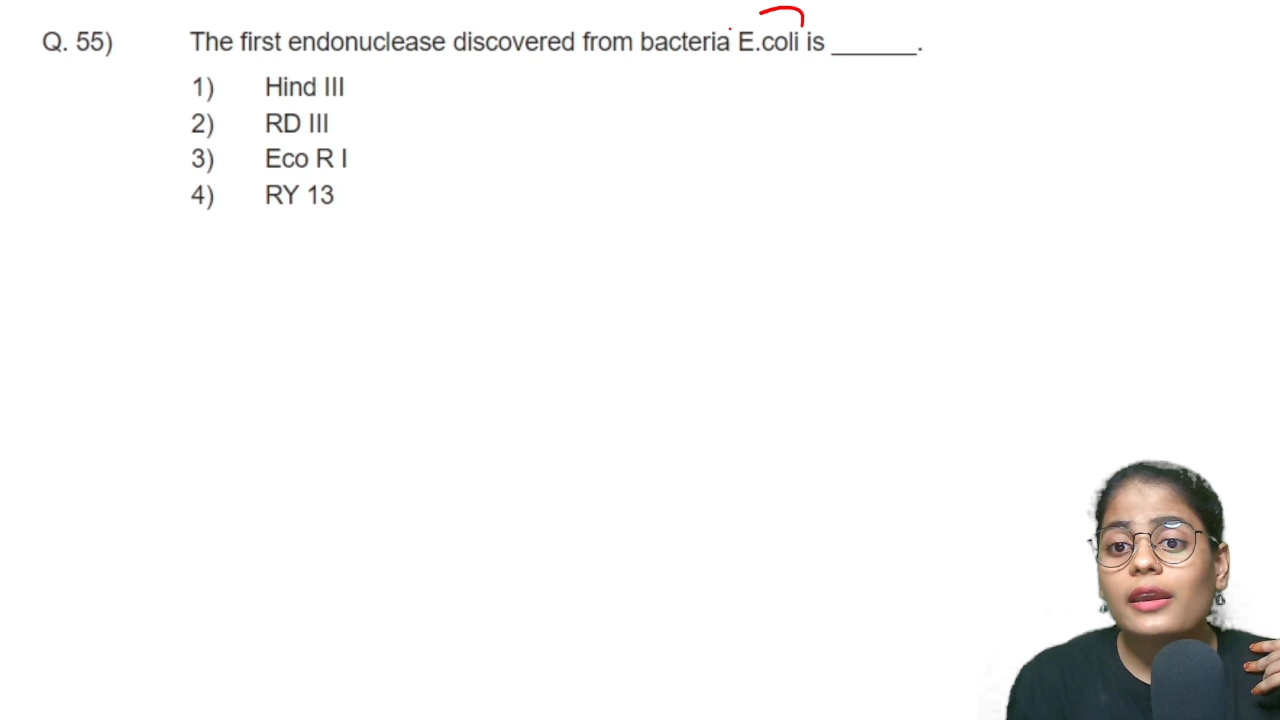 Q. 55) The first endonuclease discovered from bacteria E.coli is ______.
1) Hind III
2) RD III
3) Eco R I
4) RY 13